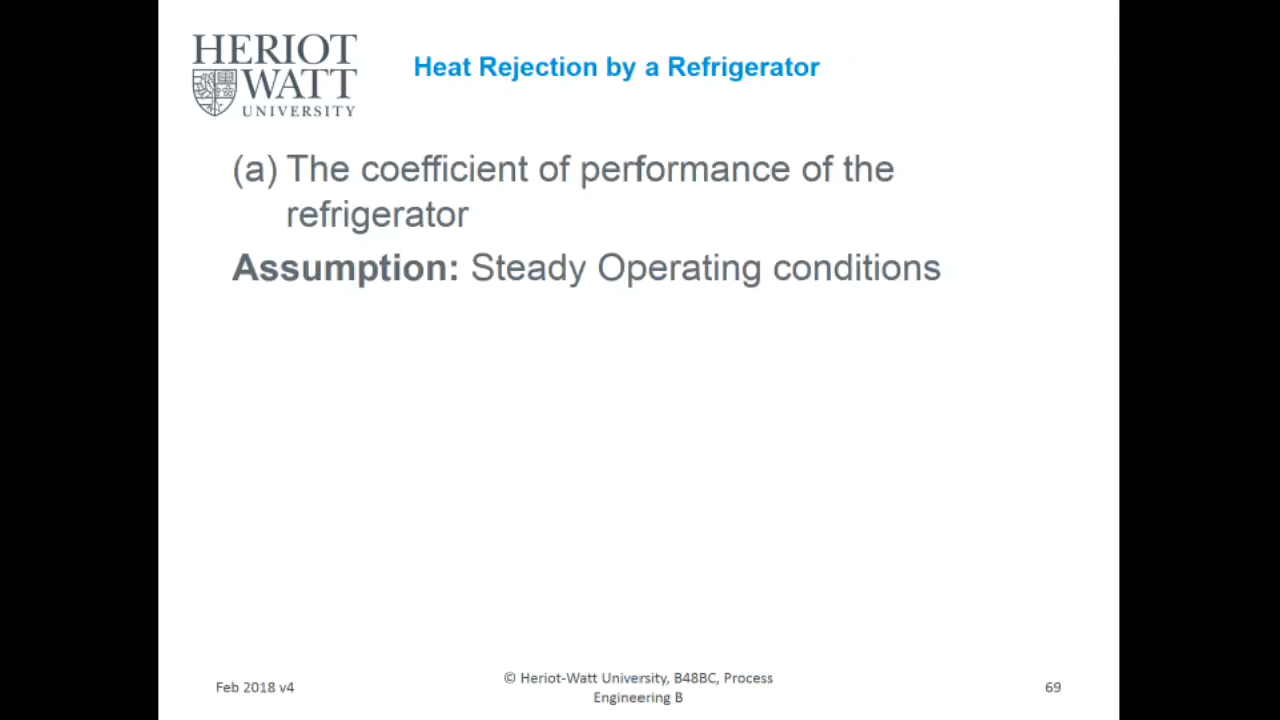 HERIOT
WATT
UNIVERSITY
Heat Rejection by a Refrigerator
(a) The coefficient of performance of the
refrigerator
Assumption: Steady Operating conditions
Feb 2018 v4
© Heriot-Watt University, B48BC, Process
Engineering B
69